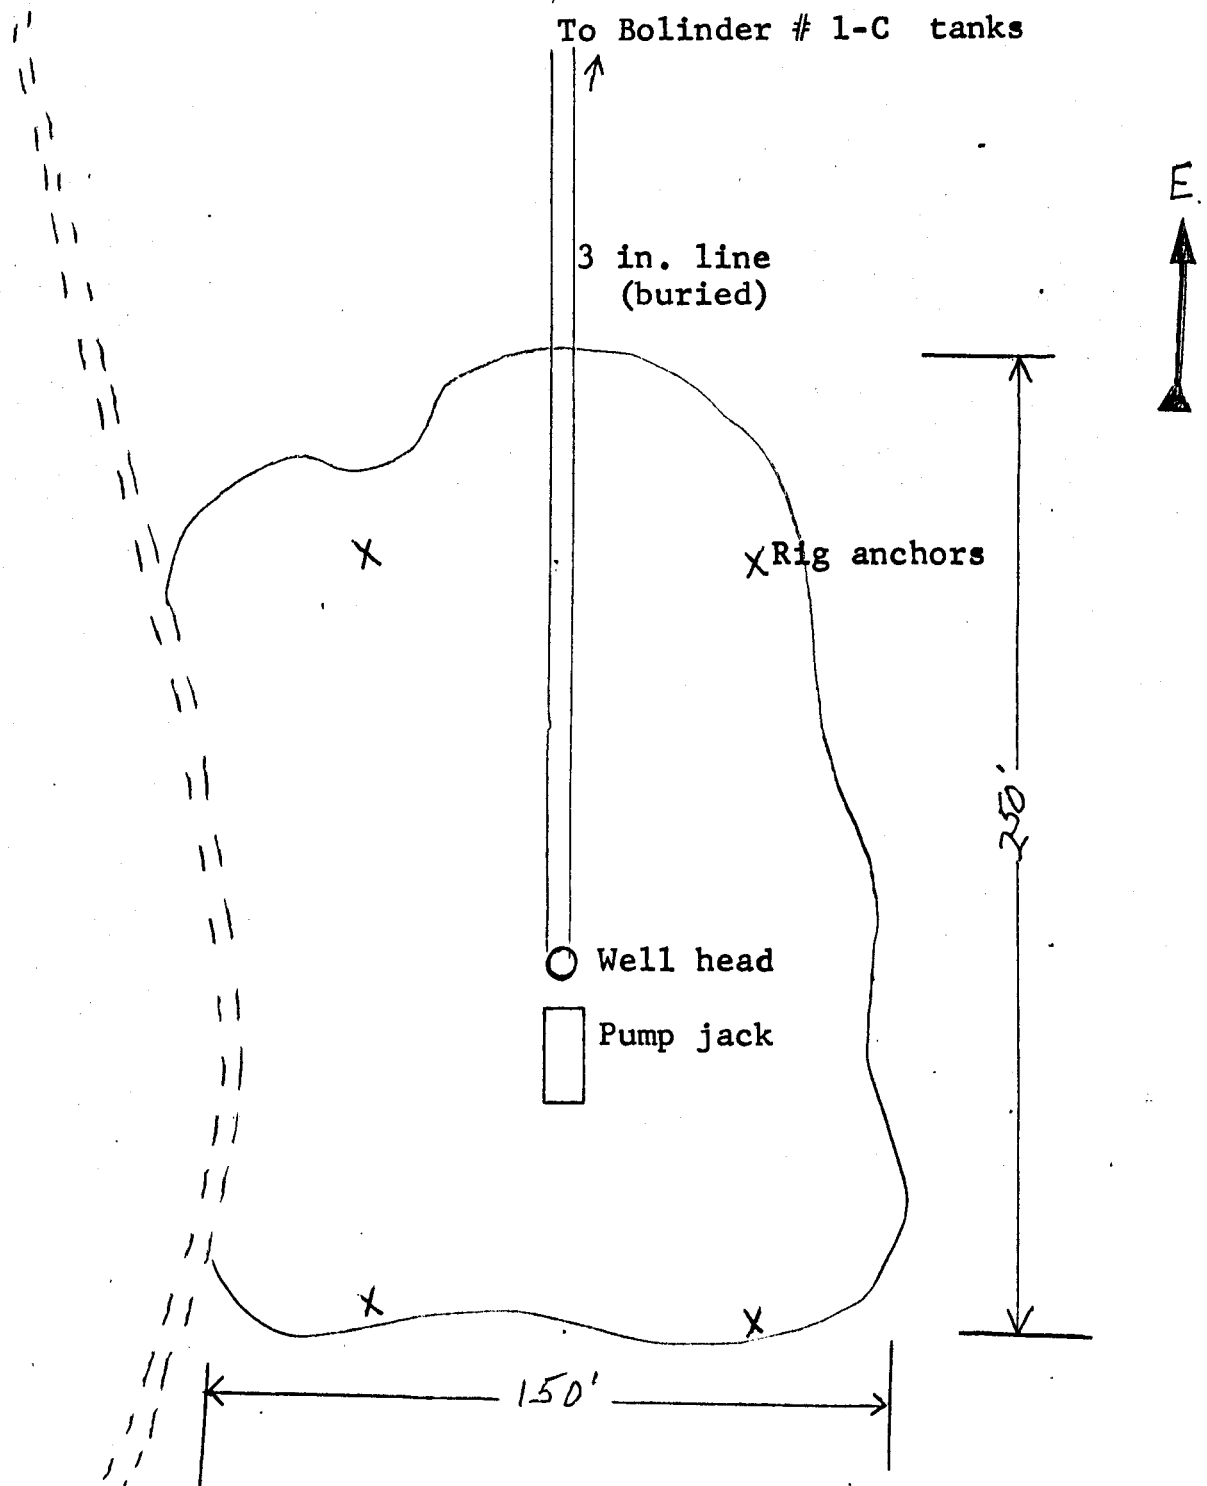 To Bolinder # 1-C tanks
E.
3 in. line
(buried)
X
X Rig anchors
250'
Well head
Pump jack
X
X
150'